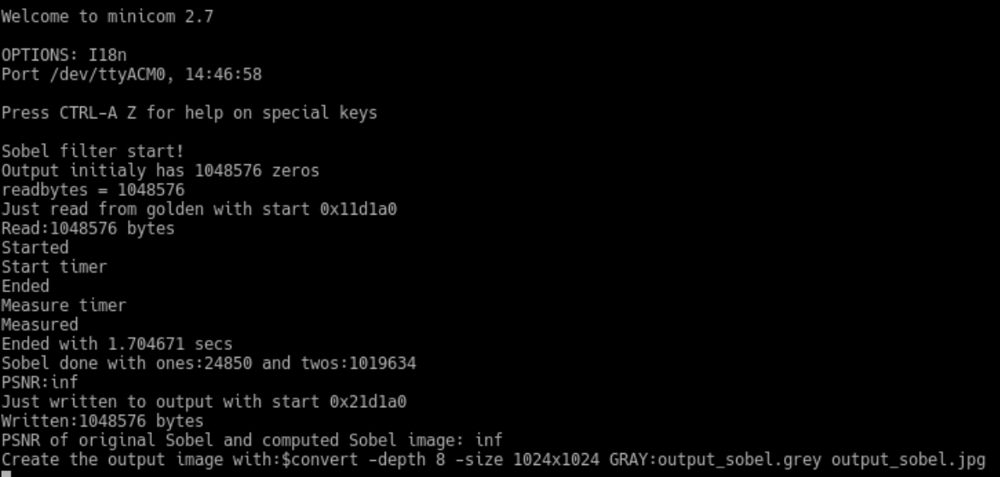 Welcome to minicom 2.7
OPTIONS: I18n
Port /dev/ttyACM0, 14:46:58
Press CTRL-A Z for help on special keys
Sobel filter start!
Output initialy has 1048576 zeros
readbytes = 1048576
Just read from golden with start 0x11d1a0
Read:1048576 bytes
Started
Start timer
Ended
Measure timer
Measured
Ended with 1.704671 secs
Sobel done with ones:24850 and twos:1019634
PSNR:inf
Just written to output with start 0x21d1a0
Written:1048576 bytes
PSNR of original Sobel and computed Sobel image: inf
Create the output image with:$convert -depth 8 -size 1024x1024 GRAY:output_sobel.grey output_sobel.jpg